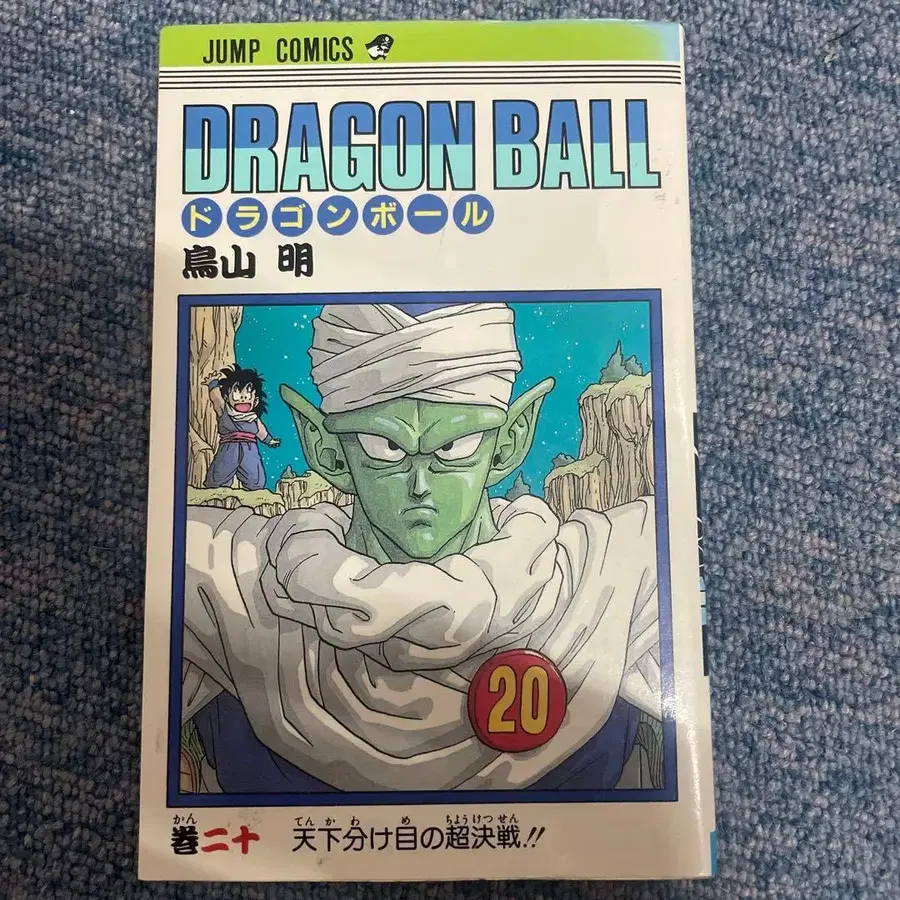 JUMP COMICS
DRAGON BALL
ドラゴンボール
鳥山 明
20
かん
巻二十
てんかわ め ちょうけつせん
天下分け目の超決戦!!